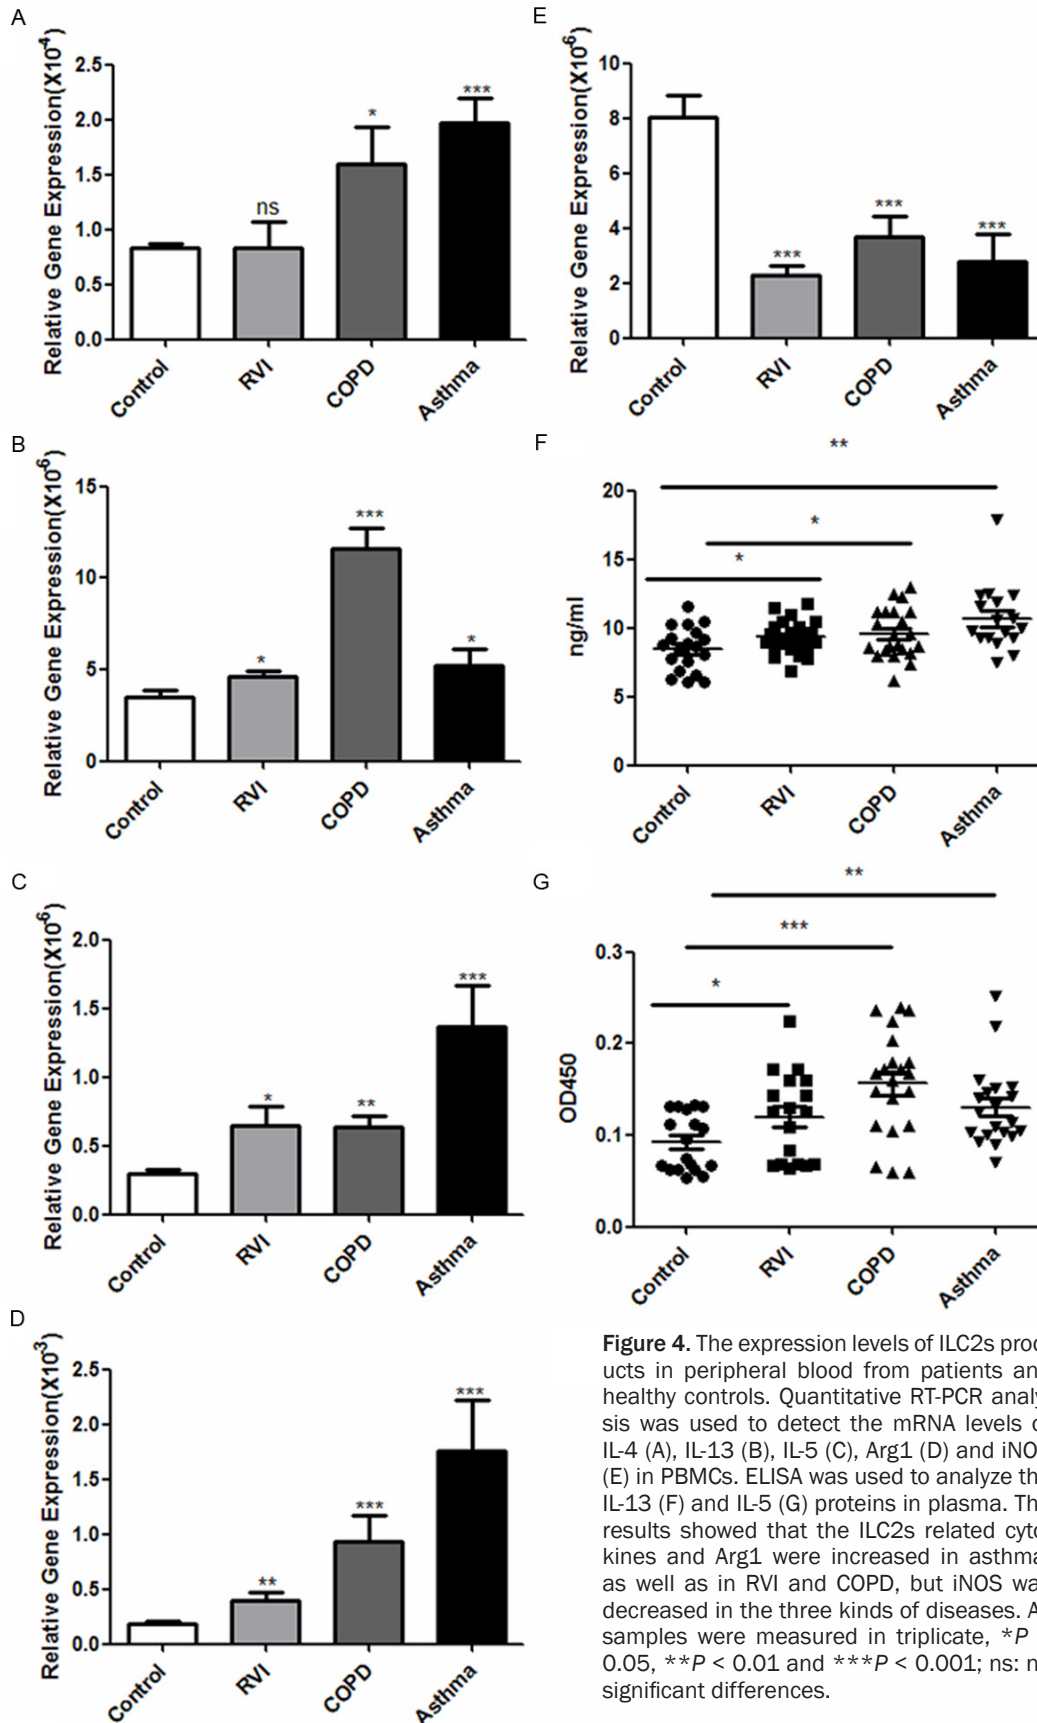 A
Relative Gene Expression(X10-4)
2.5
2.0
1.5
1.0
0.5
0.0
ns
*
***
Control
RVI
COPD
Asthma
B
Relative Gene Expression(X106)
15
10
5
0
*
***
*
Control
RVI
COPD
Asthma
C
Relative Gene Expression(X106)
2.0
1.5
1.0
0.5
0.0
*
**
***
Control
RVI
COPD
Asthma
D
Relative Gene Expression(X10-3)
2.5
2.0
1.5
1.0
0.5
0.0
**
***
***
Control
RVI
COPD
Asthma
E
Relative Gene Expression(X106)
10
8
6
4
2
0
***
***
***
Control
RVI
COPD
Asthma
F
ng/ml
20
15
10
5
0
**
*
*
Control
RVI
COPD
Asthma
G
OD450
0.3
0.2
0.1
0.0
**
***
*
Control
RVI
COPD
Asthma
Figure 4. The expression levels of ILC2s prod
ucts in peripheral blood from patients an
healthy controls. Quantitative RT-PCR analy
sis was used to detect the mRNA levels o
IL-4 (A), IL-13 (B), IL-5 (C), Arg1 (D) and iNO
(E) in PBMCs. ELISA was used to analyze th
IL-13 (F) and IL-5 (G) proteins in plasma. Th
results showed that the ILC2s related cyto
kines and Arg1 were increased in asthma
as well as in RVI and COPD, but iNOS wa
decreased in the three kinds of diseases. A
samples were measured in triplicate, *P
0.05, **P < 0.01 and ***P < 0.001; ns: n
significant differences.